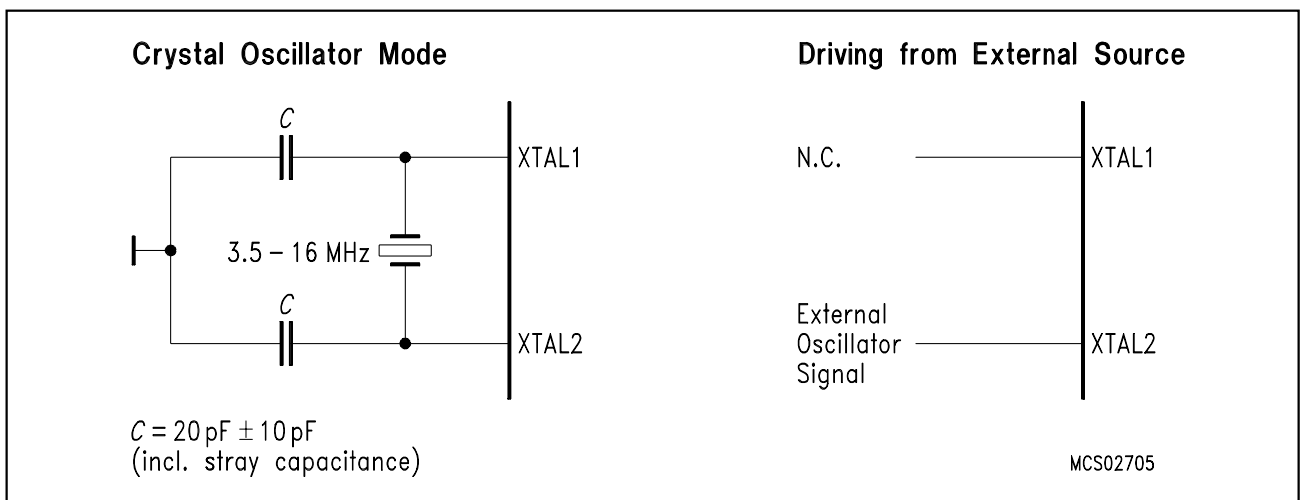 Crystal Oscillator Mode
C
XTAL1
3.5 – 16 MHz
C
XTAL2
C = 20 pF ± 10 pF
(incl. stray capacitance)
Driving from External Source
N.C.
XTAL1
External
Oscillator
Signal
XTAL2
MCS02705